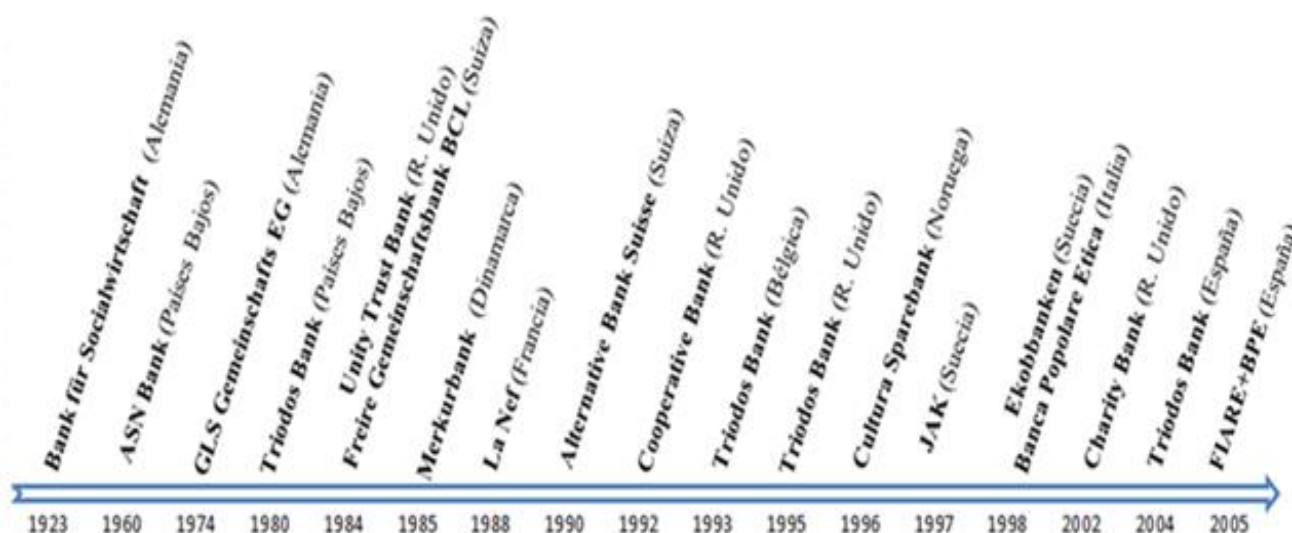 Bank für Socialwirtschaft (Alemania)
ASN Bank (Países Bajos)
GLS Gemeinschafts EG (Alemania)
Triodos Bank (Países Bajos)
Unity Trust Bank (R. Unido)
Freire Gemeinschaftsbank BCL (Suiza)
Merkurbank (Dinamarca)
La Nef (Francia)
Alternative Bank Suisse (Suiza)
Cooperative Bank (R. Unido)
Triodos Bank (Bélgica)
Triodos Bank (R. Unido)
Cultura Sparebank (Noruega)
JAK (Succia)
Ekobbanken (Succia)
Banca Popolare Etica (Italia)
Charity Bank (R. Unido)
Triodos Bank (España)
FIARE+BPE (España)
1923 1960 1974 1980 1984 1985 1988 1990 1992 1993 1995 1996 1997 1998 2002 2004 2005